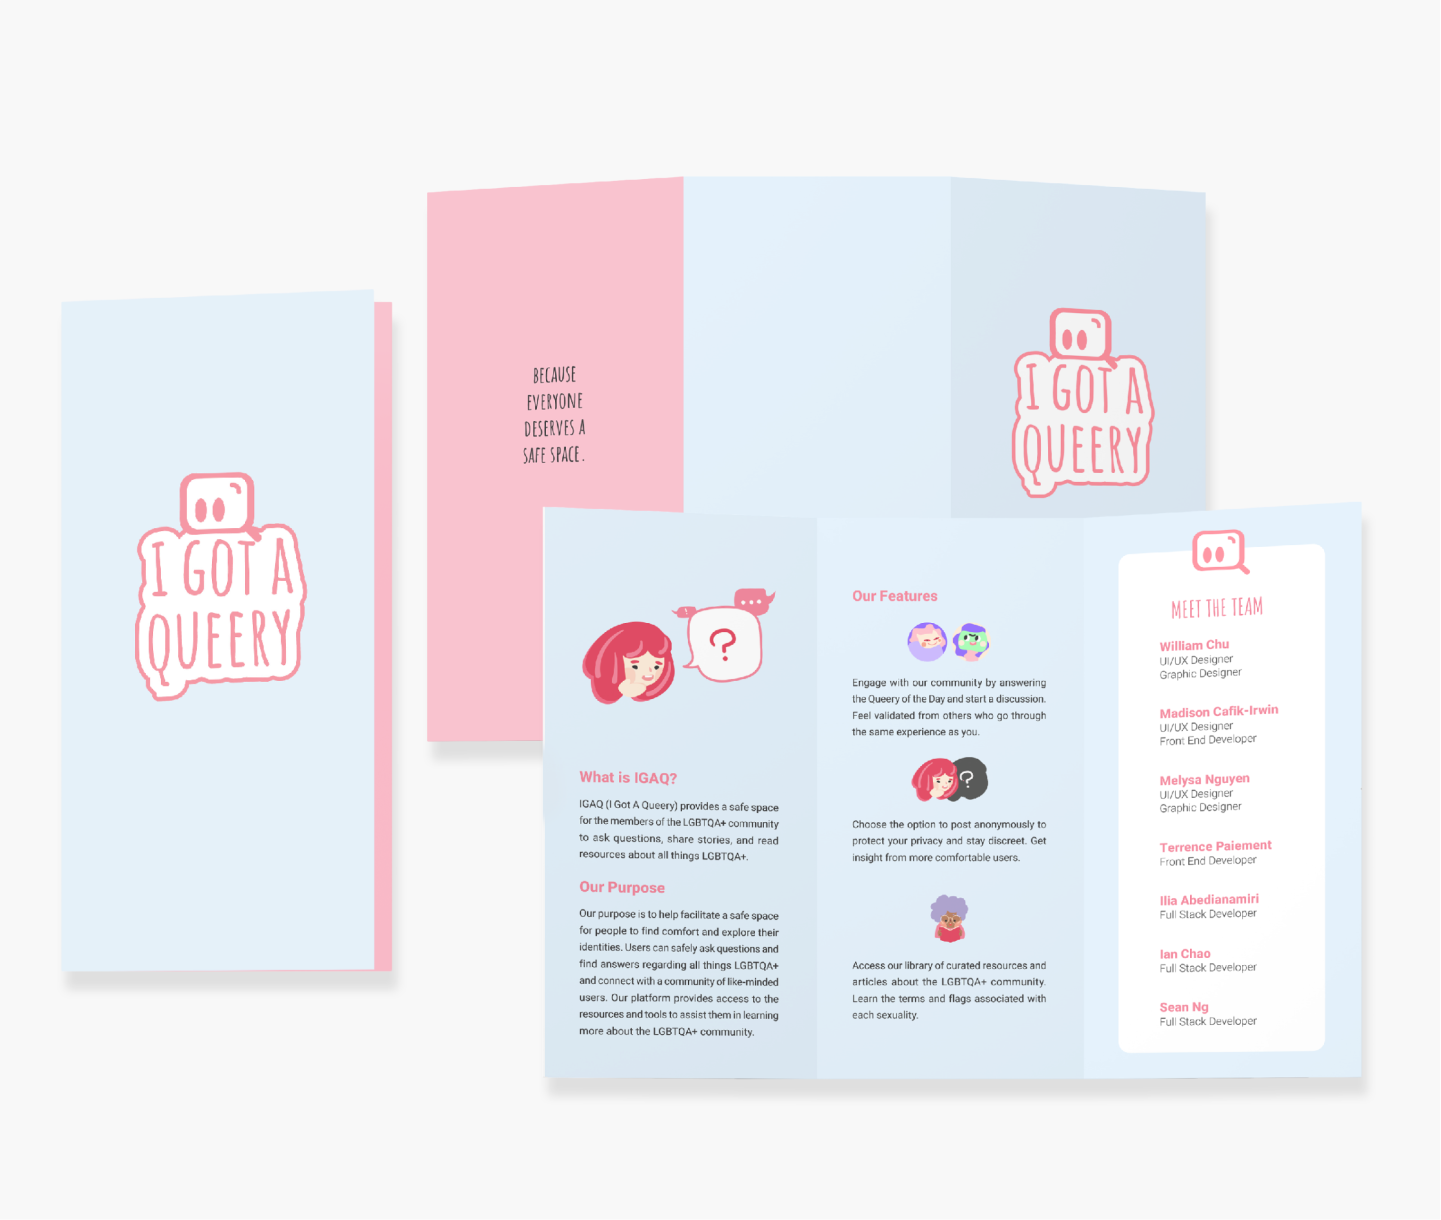 I GOT A
QUEERY
BECAUSE
EVERYONE
DESERVES A
SAFE SPACE.
I GOT A
QUEERY
?
What is IGAQ?
IGAQ (I Got A Queery) provides a safe space
for the members of the LGBTQA+ community
to ask questions, share stories, and read
resources about all things LGBTQA+.
Our Purpose
Our purpose is to help facilitate a safe space
for people to find comfort and explore their
identities. Users can safely ask questions and
find answers regarding all things LGBTQA+
and connect with a community of like-minded
users. Our platform provides access to the
resources and tools to assist them in learning
more about the LGBTQA+ community.
Our Features
Engage with our community by answering
the Queery of the Day and start a discussion.
Feel validated from others who go through
the same experience as you.
?
Choose the option to post anonymously to
protect your privacy and stay discreet. Get
insight from more comfortable users.
Access our library of curated resources and
articles about the LGBTQA+ community.
Learn the terms and flags associated with
each sexuality.
MEET THE TEAM
William Chu
UI/UX Designer
Graphic Designer
Madison Cafik-Irwin
UI/UX Designer
Front End Developer
Melysa Nguyen
UI/UX Designer
Graphic Designer
Terrence Paiement
Front End Developer
Ilia Abedianamiri
Full Stack Developer
Ian Chao
Full Stack Developer
Sean Ng
Full Stack Developer